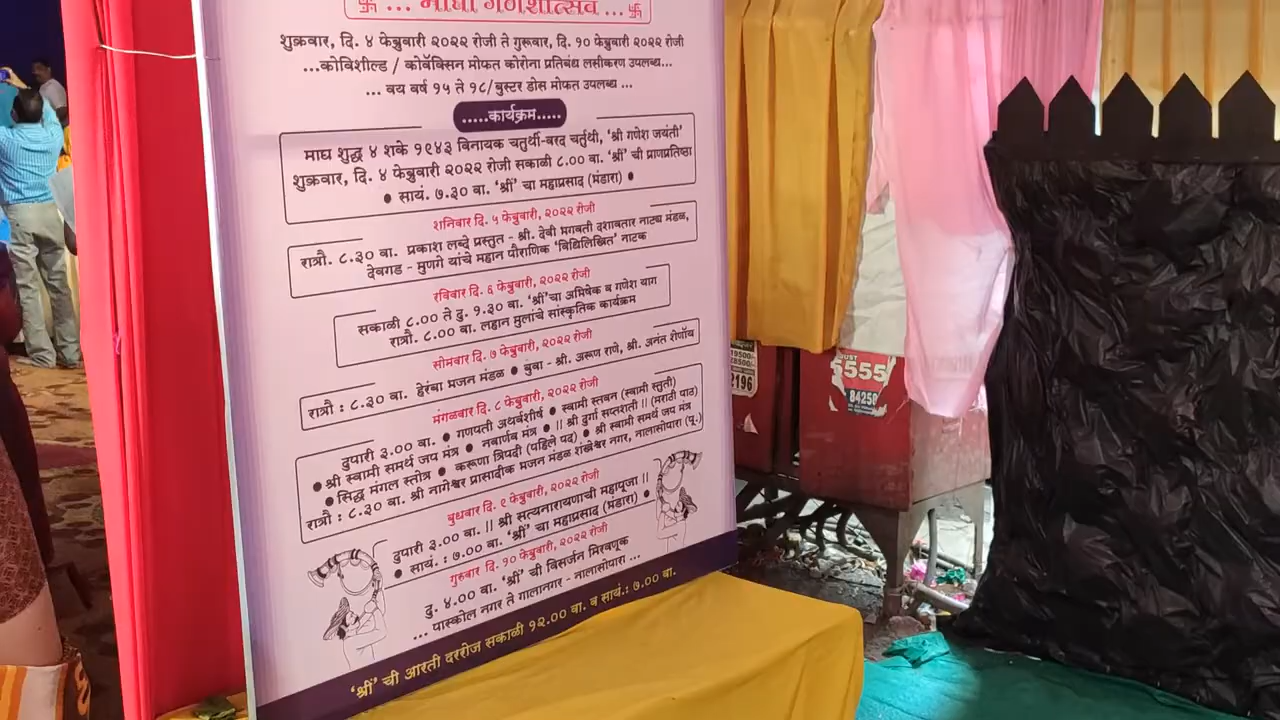 ... माघी गणेशोत्सव ...
शुक्रवार, दि. ४ फेब्रुवारी २०२२ रोजी ते गुरूवार, दि. १० फेब्रुवारी २०२२ रोजी
...कोविशील्ड / कोवॅक्सिन मोफत कोरोना प्रतिबंध लसीकरण उपलब्ध...
... वय वर्ष १५ ते १८/बुस्टर डोस मोफत उपलब्ध ...
.....कार्यक्रम.....
माघ शुद्ध ४ शके १९४३ विनायक चतुर्थी-वरद चर्तुथी, 'श्री गणेश जयंती'
शुक्रवार, दि. ४ फेब्रुवारी २०२२ रोजी सकाळी ८.०० वा. 'श्रीं' ची प्राणप्रतिष्ठा
● सायं. ७.३० वा. 'श्रीं' चा महाप्रसाद (भंडारा) ●
शनिवार दि. ५ फेब्रुवारी, २०२२ रोजी
रात्रौ. ८.३० वा. प्रकाश लब्दे प्रस्तुत - श्री. देवी भगवती दशावतार नाट्य मंडळ,
देवगड - मुणगे यांचे महान पौराणिक 'विधिलिखित' नाटक
रविवार दि. ६ फेब्रुवारी, २०२२ रोजी
सकाळी ८.०० ते दु. १.३० वा. 'श्रीं'चा अभिषेक व गणेश याग
रात्रौ. ८.०० वा. लहान मुलांचे सांस्कृतिक कार्यक्रम
सोमवार दि. ७ फेब्रुवारी, २०२२ रोजी
रात्रौ : ८.३० वा. हेरंबा भजन मंडळ ● बुवा - श्री. अरूण राणे, श्री. अनंत शेणॉय
मंगळवार दि. ८ फेब्रुवारी, २०२२ रोजी
दुपारी ३.०० वा. ● गणपती अथर्वशीर्ष ● स्वामी स्तवन (स्वामी स्तुती)
● श्री स्वामी समर्थ जप मंत्र ● नवार्णव मंत्र ● || श्री दुर्गा सप्तशती || (मराठी पाठ)
● सिद्ध मंगल स्तोत्र ● करूणा त्रिपदी (पहिले पद) ● श्री स्वामी समर्थ जप मंत्र
रात्रौ : ८.३० वा. श्री नागेश्वर प्रासादीक भजन मंडळ शंखेश्वर नगर, नालासोपारा (पू.)
बुधवार दि. ९ फेब्रुवारी, २०२२ रोजी
दुपारी ३.०० वा. || श्री सत्यनारायणाची महापूजा ||
● सायं. : ७.०० वा. 'श्रीं' चा महाप्रसाद (भंडारा) ●
गुरुवार दि. १० फेब्रुवारी, २०२२ रोजी
दु. ४.०० वा. 'श्रीं' ची विसर्जन मिरवणूक
... पास्कोल नगर ते गालानगर - नालासोपारा ...
'श्रीं' ची आरती दररोज सकाळी १२.०० वा. व सायं.: ७.०० वा.
19500/-
28500/-
2196
5555
84250